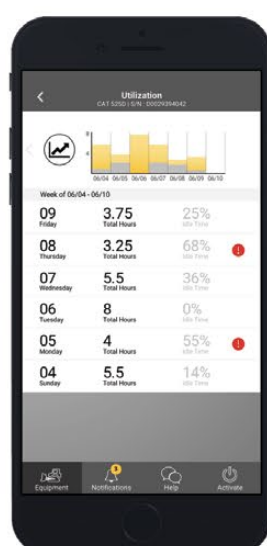 Utilization
CAT 525D | S/N : 00029394042
8
4
06/04 06/05 06/06 06/07 06/08 06/09 06/10
Week of 06/04 - 06/10
09 3.75 25%
Friday Total Hours Idle Time
08 3.25 68% !
Thursday Total Hours Idle Time
07 5.5 36%
Wednesday Total Hours Idle Time
06 8 0%
Tuesday Total Hours Idle Time
05 4 55% !
Monday Total Hours Idle Time
04 5.5 14%
Sunday Total Hours Idle Time
3
Equipment Notifications Help Activate